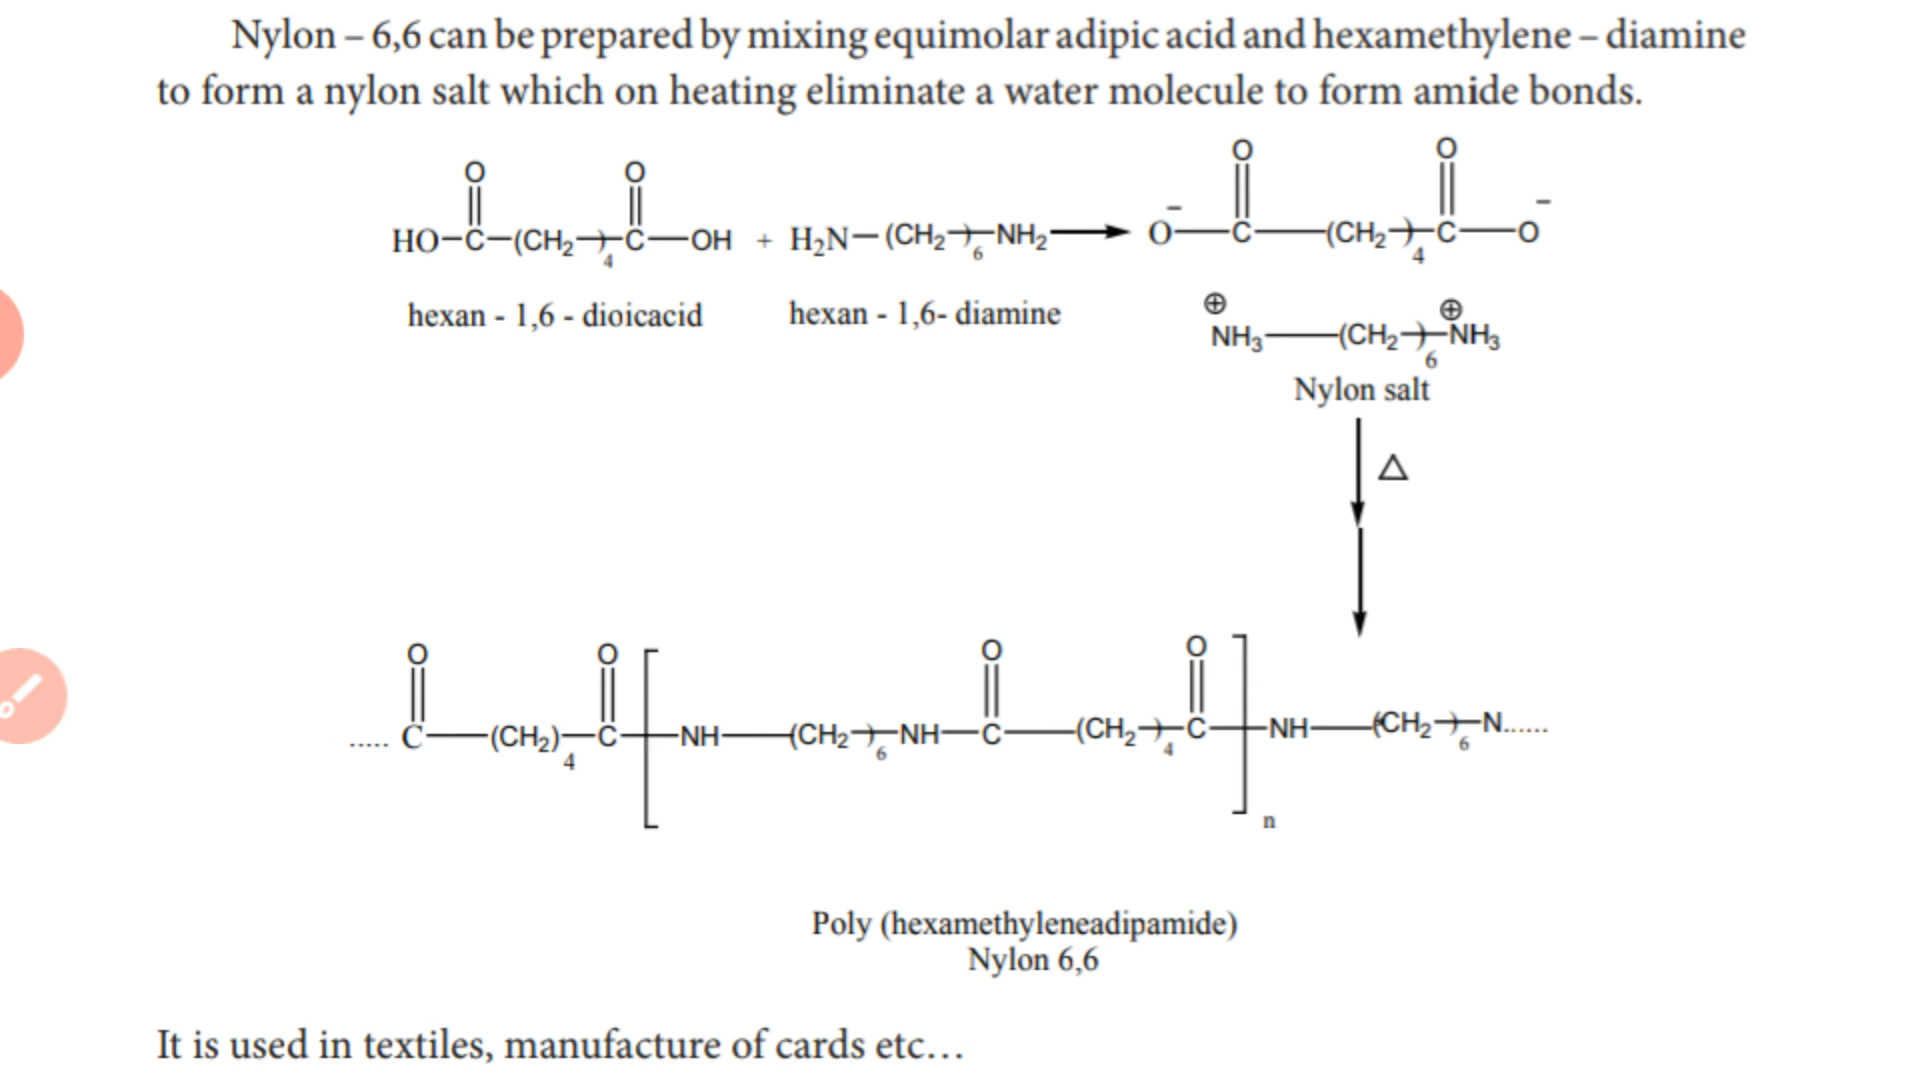 Nylon – 6,6 can be prepared by mixing equimolar adipic acid and hexamethylene – diamine
to form a nylon salt which on heating eliminate a water molecule to form amide bonds.
O O O O
HO–C–(CH2)4–C–OH + H2N–(CH2)6–NH2 ⟶ O⁻–C–(CH2)4–C–O⁻
hexan - 1,6 - dioicacid hexan - 1,6- diamine
⊕ ⊕
NH3–(CH2)6–NH3
Nylon salt
△
O O O O
..... C–(CH2)4–C–[NH–(CH2)6–NH–C–(CH2)4–C]n–NH–(CH2)6–N......
Poly (hexamethyleneadipamide)
Nylon 6,6
It is used in textiles, manufacture of cards etc…